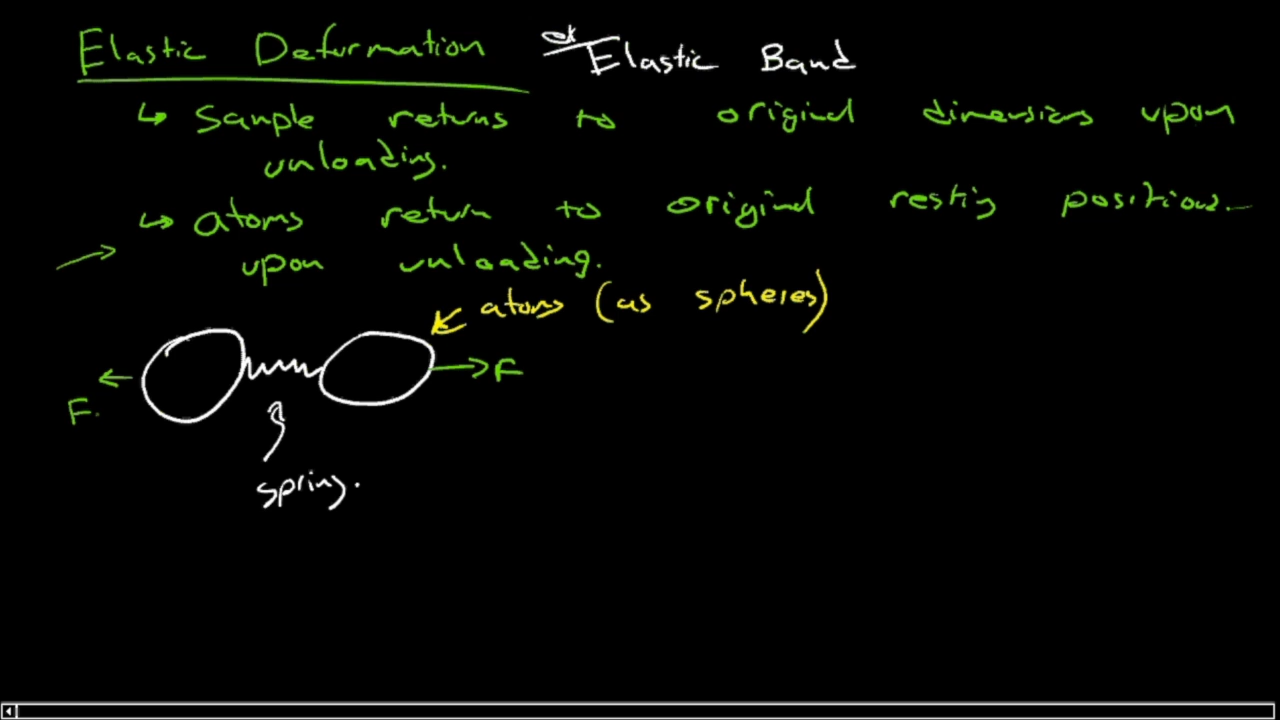 Elastic Deformation ex/ Elastic Band
↳ Sample returns to original dimensions upon
unloading.
↳ atoms return to original resting positions
upon unloading.
atoms (as spheres)
F
F.
spring.